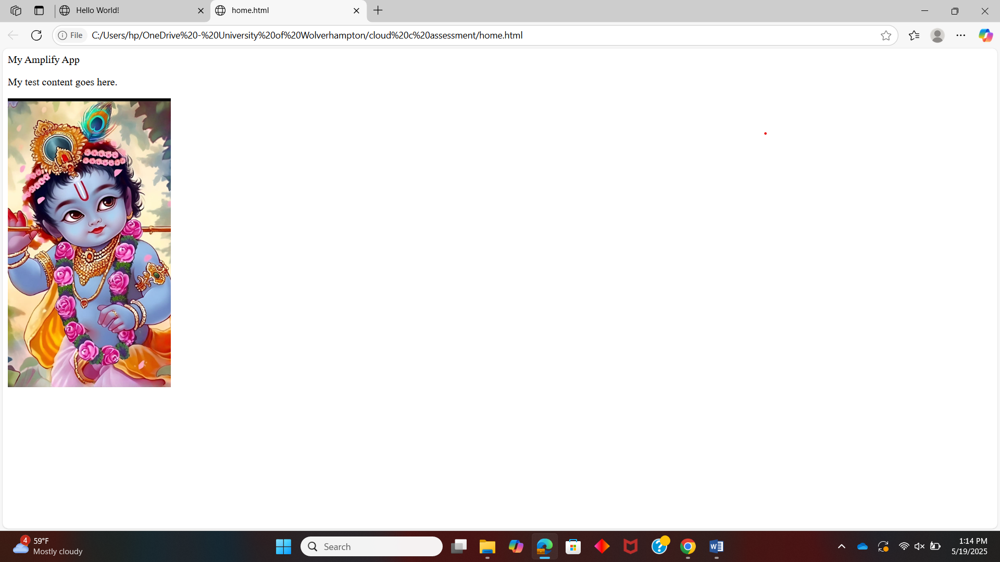 Hello World!
home.html
File
C:/Users/hp/OneDrive%20-%20University%20of%20Wolverhampton/cloud%20c%20assessment/home.html
My Amplify App
My test content goes here.
4
59°F
Mostly cloudy
Search
W
1:14 PM
5/19/2025